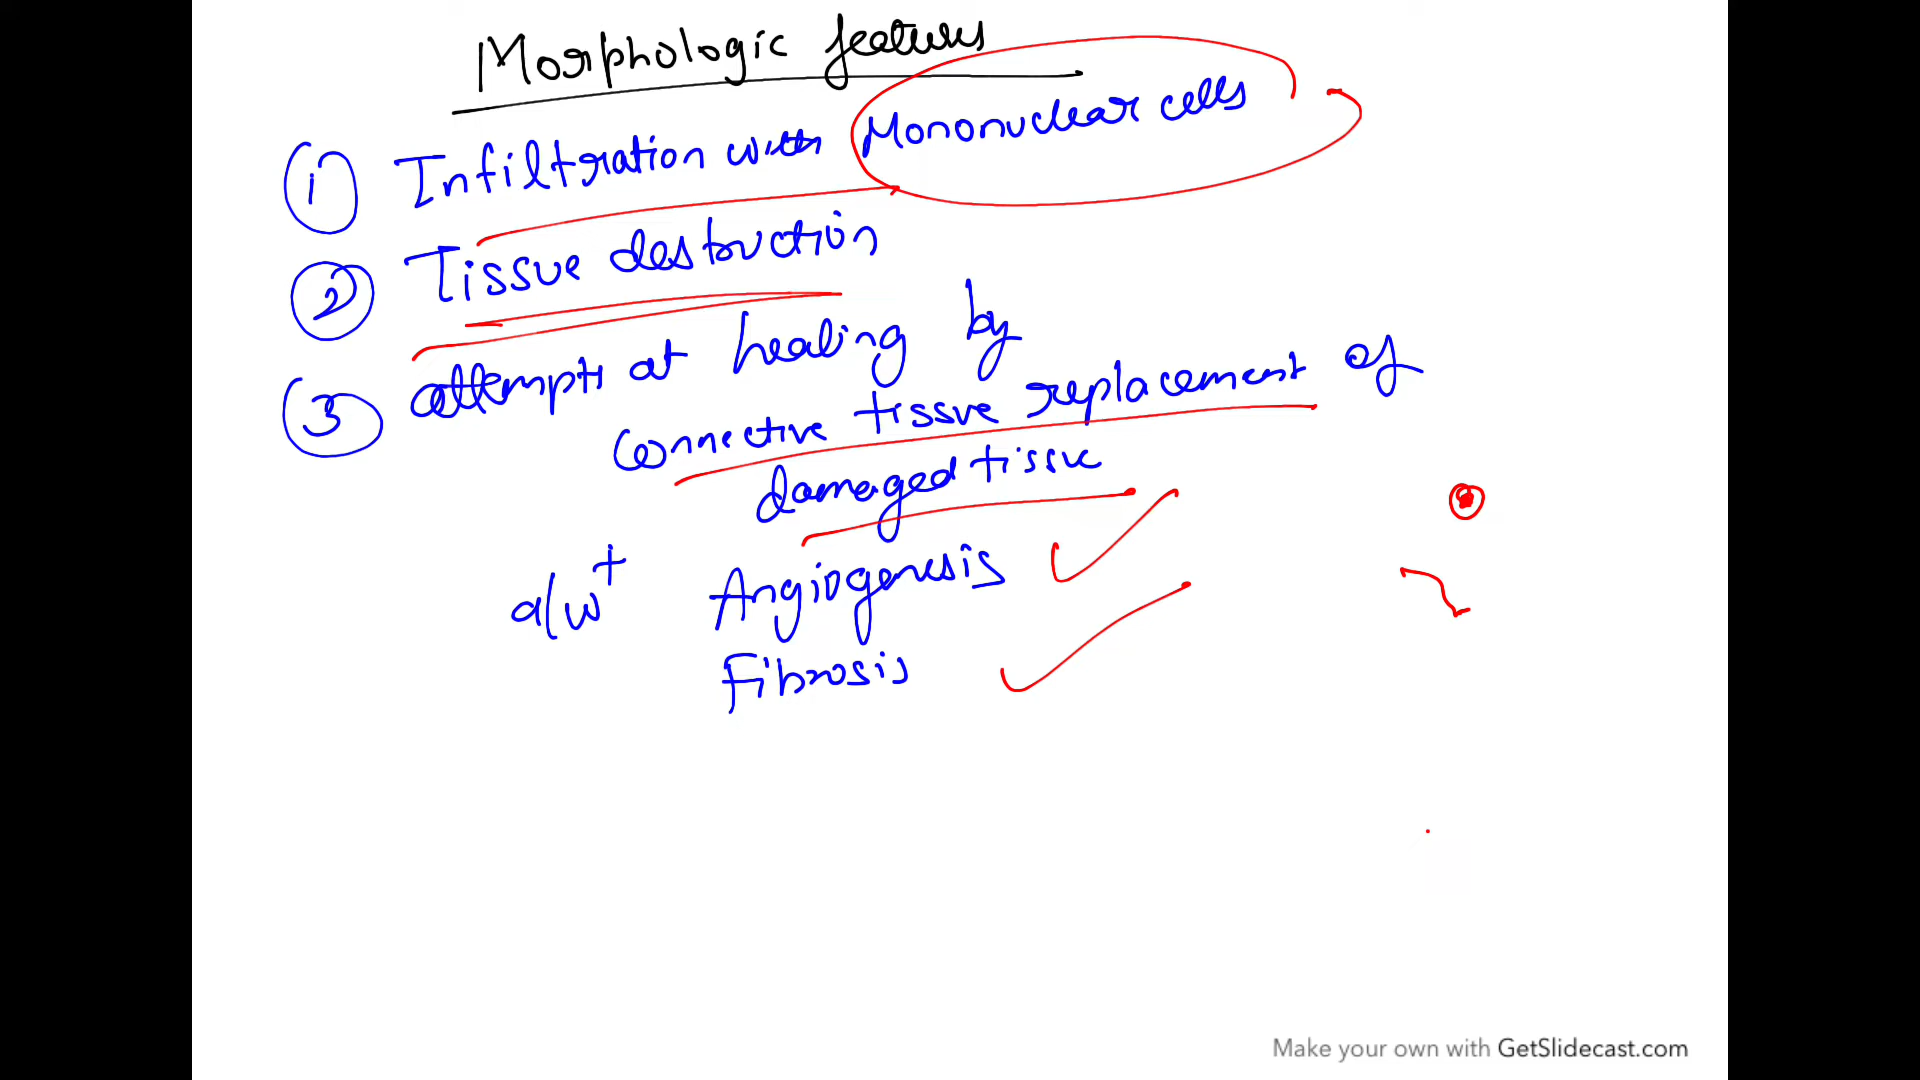 Morphologic features
1 Infiltration with Mononuclear cells
2 Tissue destruction
3 attempts at healing by
connective tissue replacement of
damaged tissue
a/w+ Angiogenesis
Fibrosis
Make your own with GetSlidecast.com